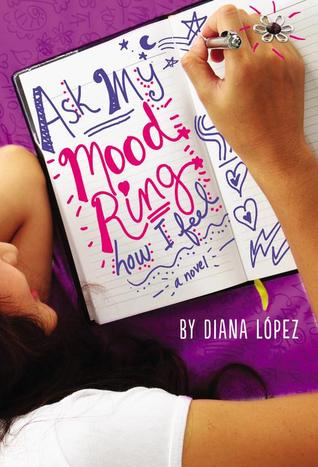 Ask My
Mood
Ring
how I feel
a novel
BY DIANA LÓPEZ